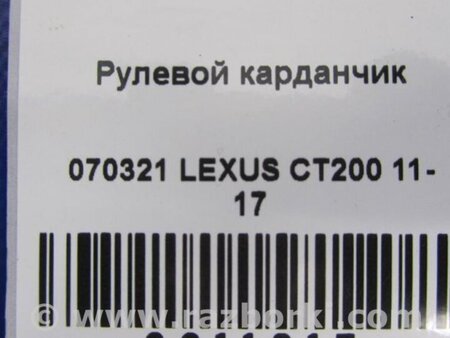 Рулевой карданчик
070321 LEXUS CT200 11-
17
© www.razborki.com